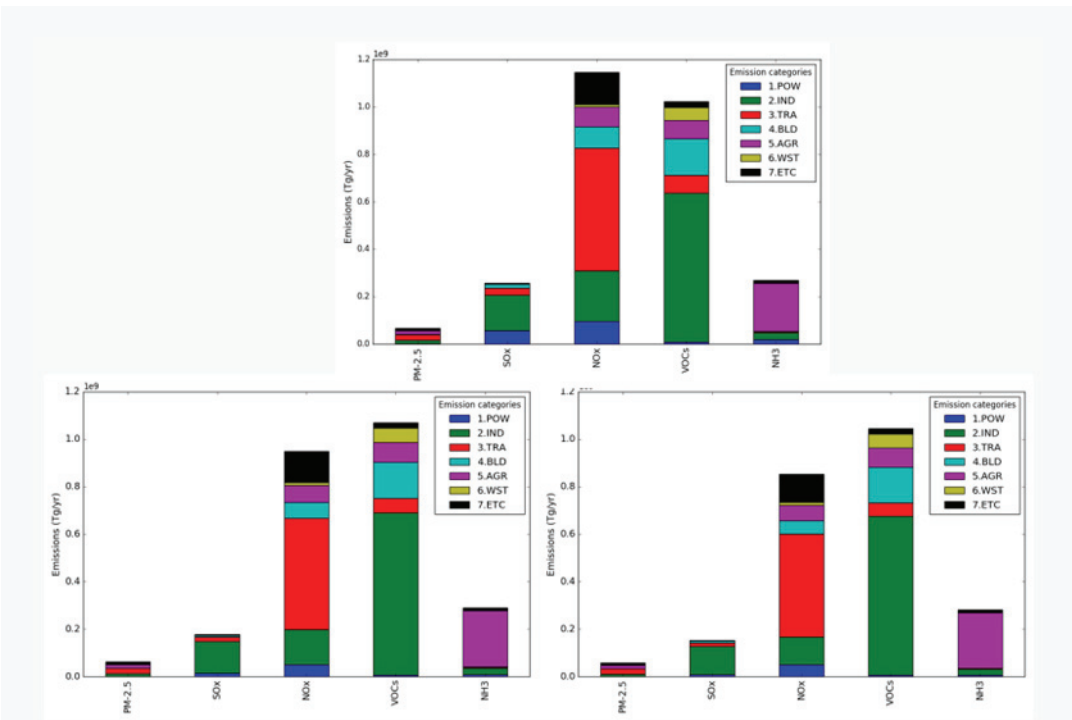 1e9
1.2
1.0
0.8
0.6
0.4
0.2
0.0
Emissions (Tg/yr)
Emission categories
1.POW
2.IND
3.TRA
4.BLD
5.AGR
6.WST
7.ETC
PM-2.5
SOx
NOx
VOCs
NH3
1e9
1.2
1.0
0.8
0.6
0.4
0.2
0.0
Emissions (Tg/yr)
Emission categories
1.POW
2.IND
3.TRA
4.BLD
5.AGR
6.WST
7.ETC
PM-2.5
SOx
NOx
VOCs
NH3
1.2
1.0
0.8
0.6
0.4
0.2
0.0
Emissions (Tg/yr)
Emission categories
1.POW
2.IND
3.TRA
4.BLD
5.AGR
6.WST
7.ETC
PM-2.5
SOx
NOx
VOCs
NH3